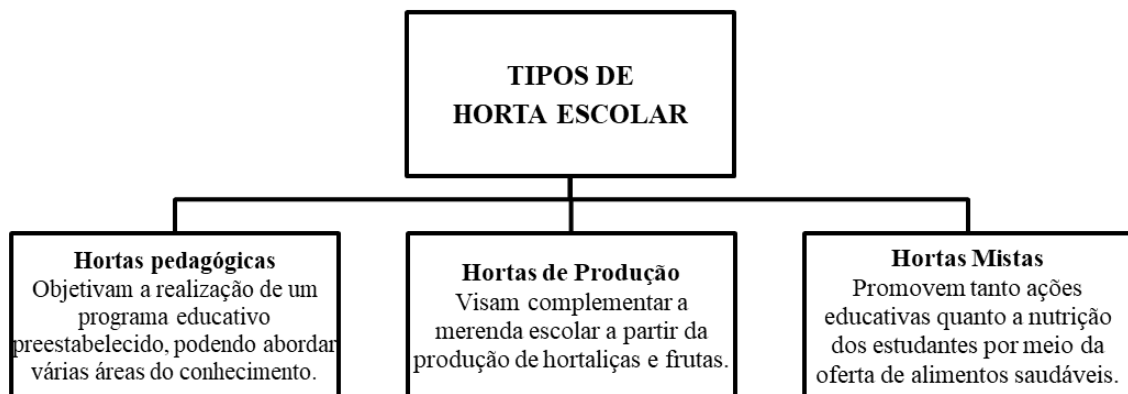 TIPOS DE
HORTA ESCOLAR
Hortas pedagógicas
Objetivam a realização de um
programa educativo
preestabelecido, podendo abordar
várias áreas do conhecimento.
Hortas de Produção
Visam complementar a
merenda escolar a partir da
produção de hortaliças e frutas.
Hortas Mistas
Promovem tanto ações
educativas quanto a nutrição
dos estudantes por meio da
oferta de alimentos saudáveis.